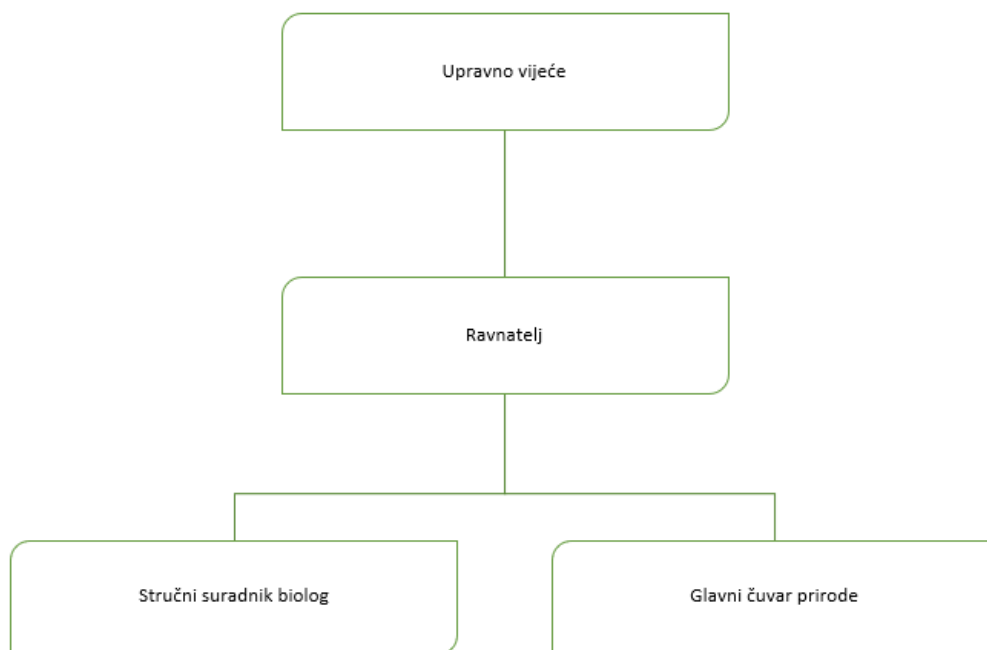 Upravno vijeće
Ravnatelj
Stručni suradnik biolog
Glavni čuvar prirode